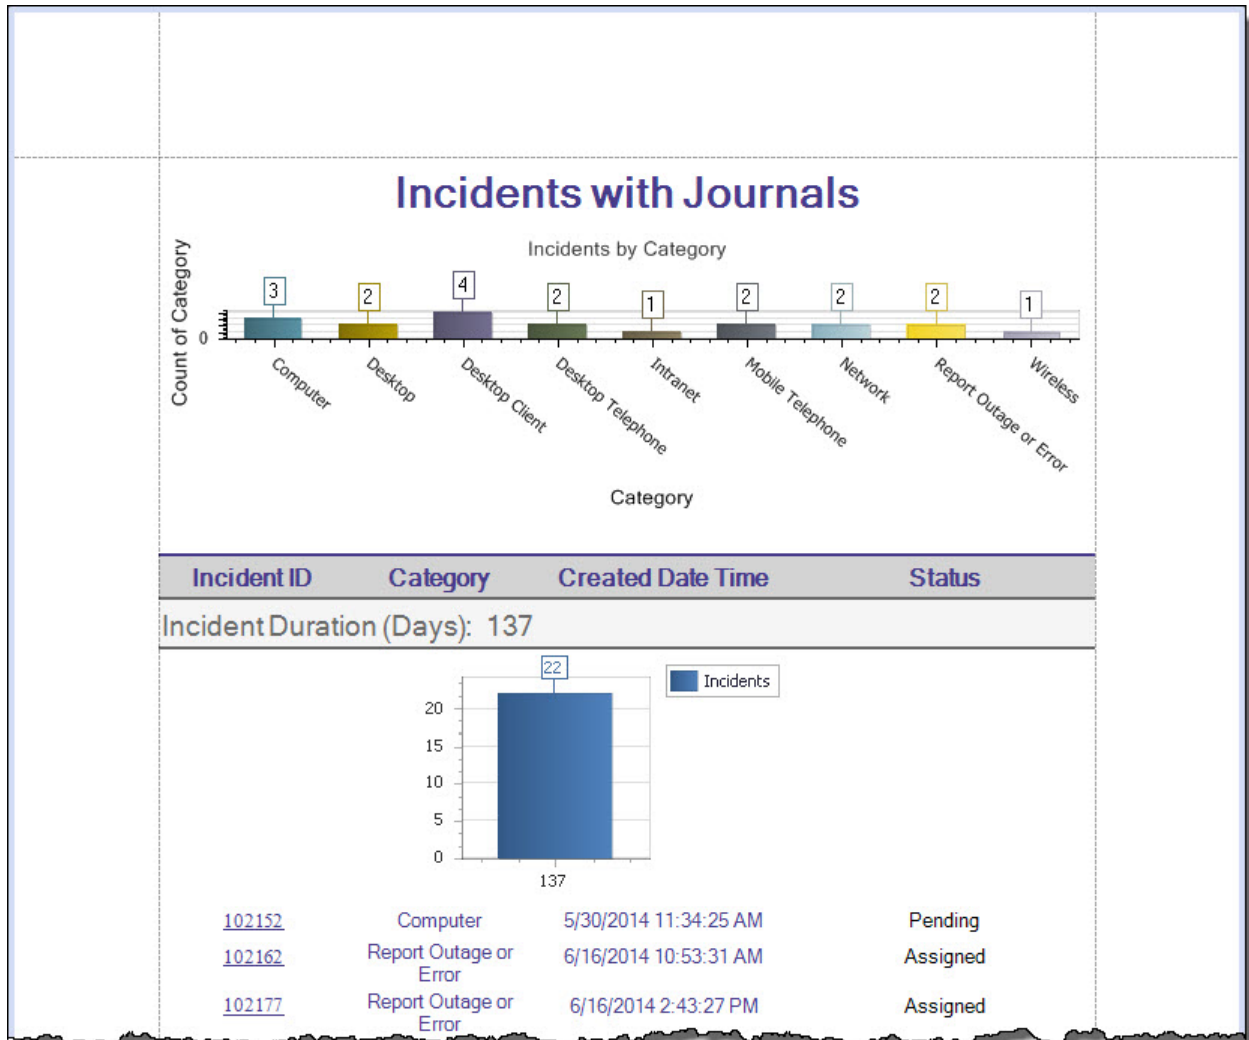 Incidents with Journals
Incidents by Category
Count of Category
3
2
4
2
1
2
2
2
1
0
Computer
Desktop
Desktop Client
Desktop Telephone
Intranet
Mobile Telephone
Network
Report Outage or Error
Wireless
Category
Incident ID Category Created Date Time Status
Incident Duration (Days): 137
22
Incidents
20
15
10
5
0
137
102152 Computer 5/30/2014 11:34:25 AM Pending
102162 Report Outage or 6/16/2014 10:53:31 AM Assigned
Error
102177 Report Outage or 6/16/2014 2:43:27 PM Assigned
Error